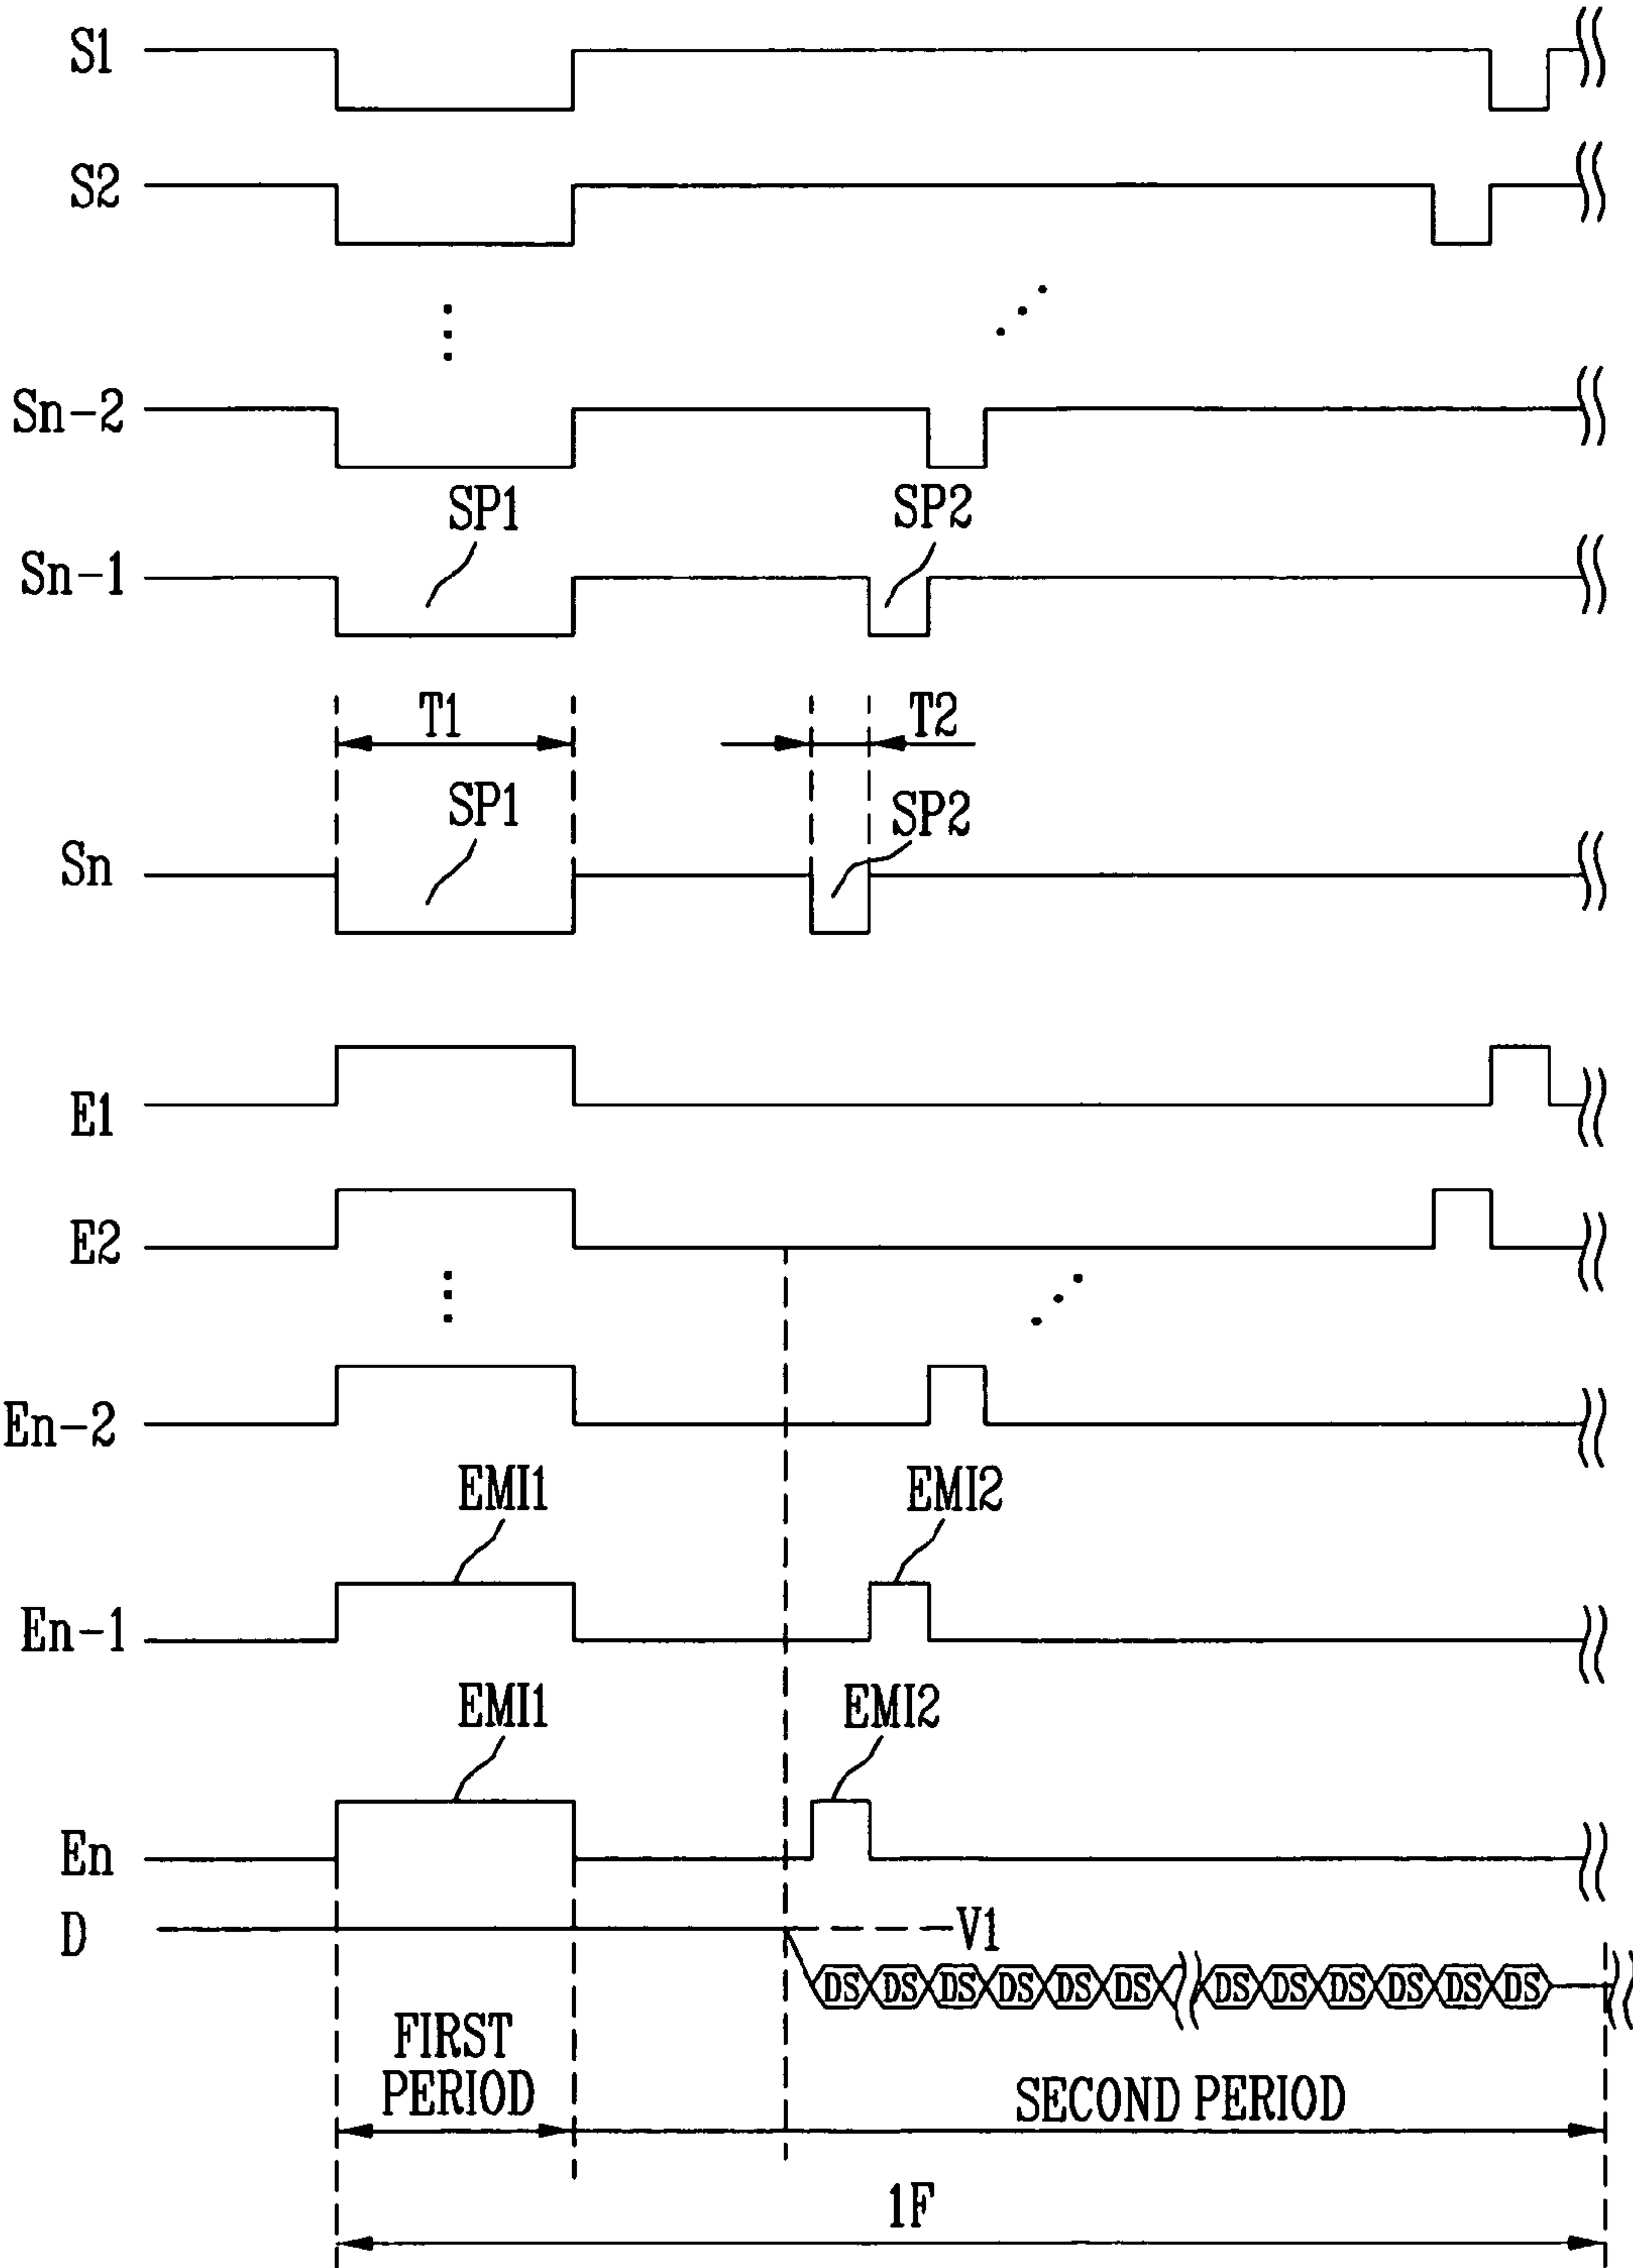 S1
S2
Sn-2
SP1 SP2
Sn-1
T1 T2
SP1 SP2
Sn
E1
E2
En-2
EMI1 EMI2
En-1
EMI1 EMI2
En
D V1
DS DS DS DS DS DS DS DS DS DS DS DS
FIRST
PERIOD
SECOND PERIOD
1F